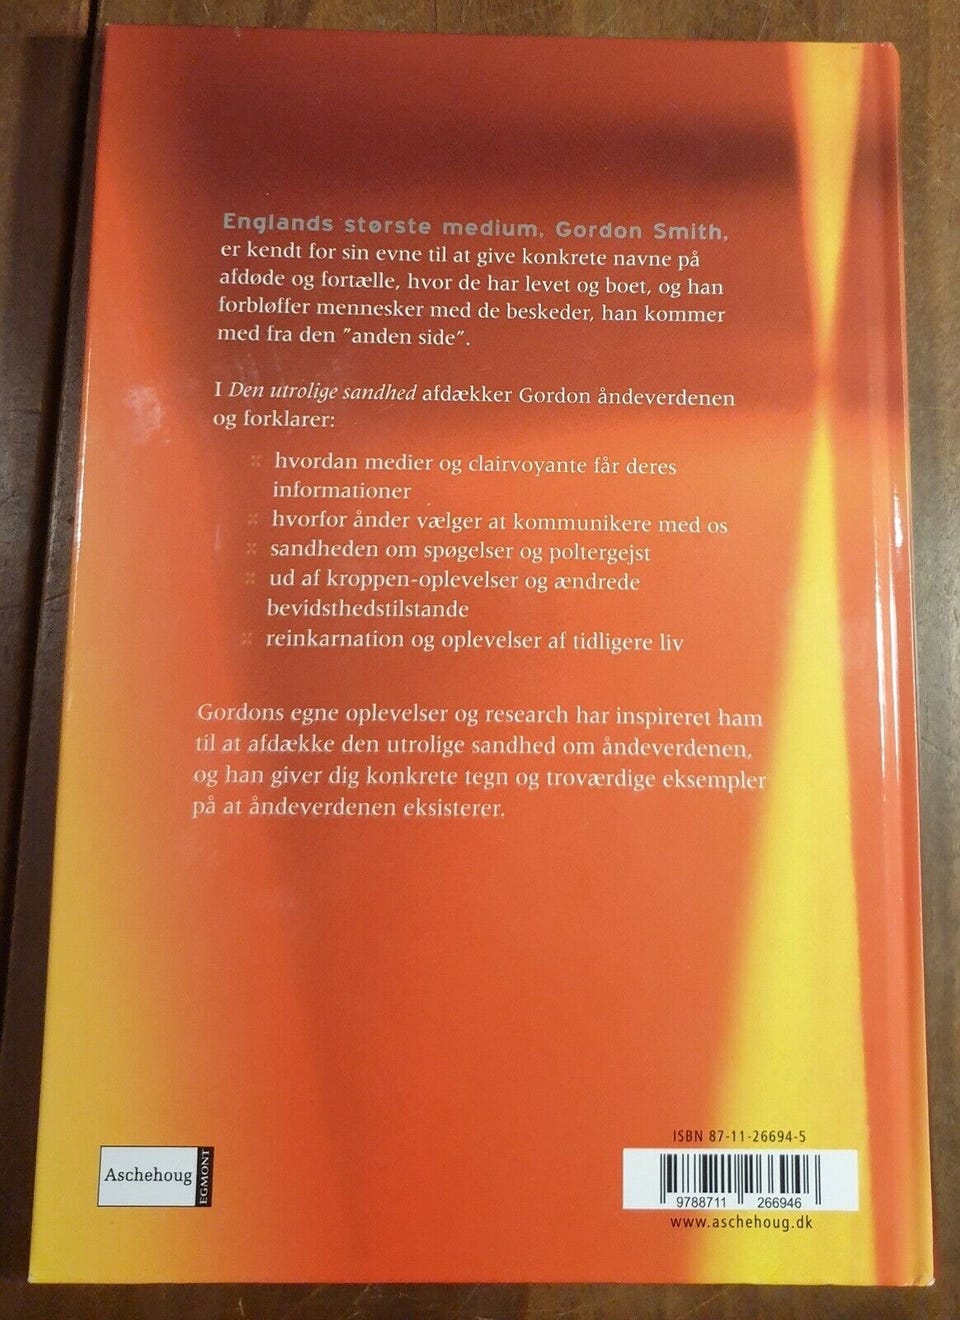 Englands største medium, Gordon Smith,
er kendt for sin evne til at give konkrete navne på
afdøde og fortælle, hvor de har levet og boet, og han
forbløffer mennesker med de beskeder, han kommer
med fra den ”anden side”.
I Den utrolige sandhed afdækker Gordon åndeverdenen
og forklarer:
hvordan medier og clairvoyante får deres
informationer
hvorfor ånder vælger at kommunikere med os
sandheden om spøgelser og poltergejst
ud af kroppen-oplevelser og ændrede
bevidsthedstilstande
reinkarnation og oplevelser af tidligere liv
Gordons egne oplevelser og research har inspireret ham
til at afdække den utrolige sandhed om åndeverdenen,
og han giver dig konkrete tegn og troværdige eksempler
på at åndeverdenen eksisterer.
Aschehoug
EGMONT
ISBN 87-11-26694-5
9788711 266946
www.aschehoug.dk